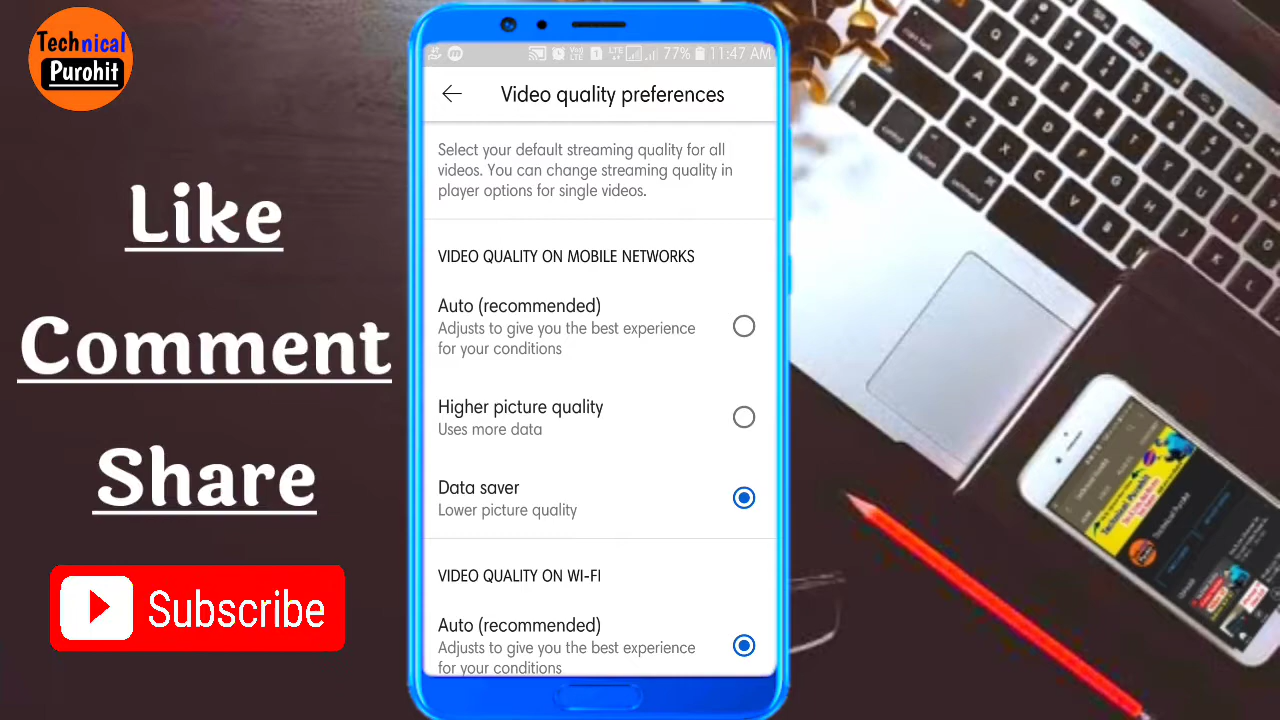 Technical
Purohit
Like
Comment
Share
Subscribe
77% 11:47 AM
Video quality preferences
Select your default streaming quality for all
videos. You can change streaming quality in
player options for single videos.
VIDEO QUALITY ON MOBILE NETWORKS
Auto (recommended)
Adjusts to give you the best experience
for your conditions
Higher picture quality
Uses more data
Data saver
Lower picture quality
VIDEO QUALITY ON WI-FI
Auto (recommended)
Adjusts to give you the best experience
for your conditions
Technical Purohit